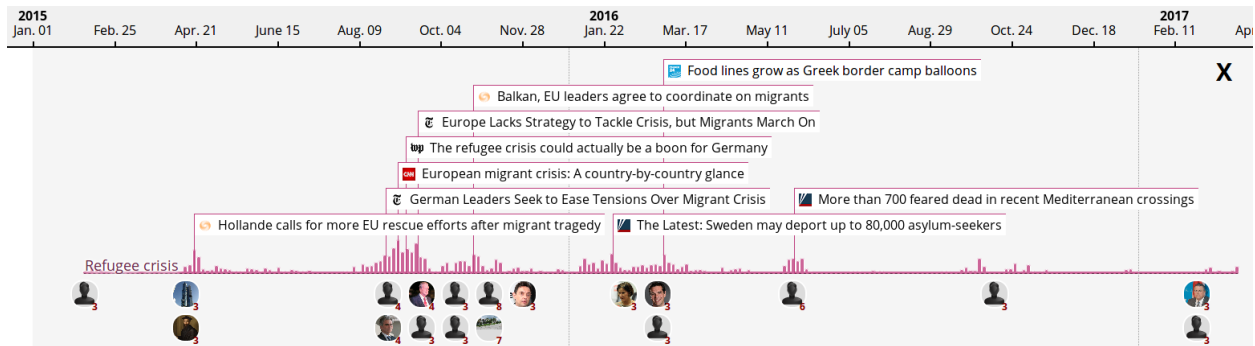 2015 2016 2017
Jan. 01 Feb. 25 Apr. 21 June 15 Aug. 09 Oct. 04 Nov. 28 Jan. 22 Mar. 17 May 11 July 05 Aug. 29 Oct. 24 Dec. 18 Feb. 11 Apr
Food lines grow as Greek border camp balloons X
Balkan, EU leaders agree to coordinate on migrants
T Europe Lacks Strategy to Tackle Crisis, but Migrants March On
wp The refugee crisis could actually be a boon for Germany
CNN European migrant crisis: A country-by-country glance
T German Leaders Seek to Ease Tensions Over Migrant Crisis More than 700 feared dead in recent Mediterranean crossings
Hollande calls for more EU rescue efforts after migrant tragedy The Latest: Sweden may deport up to 80,000 asylum-seekers
Refugee crisis
3 3 4 4 3 8 3 3 3 6 3 3
3 4 3 3 7 3 3